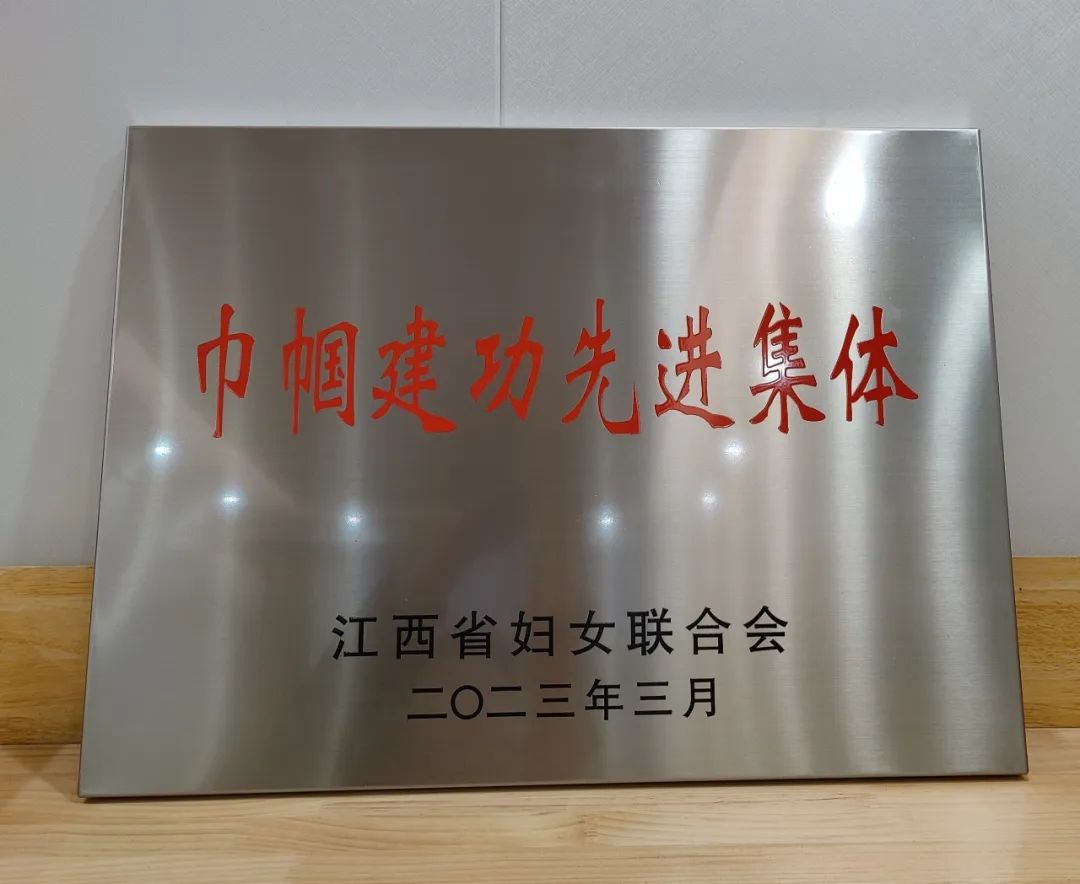 巾帼建功先进集体
江西省妇女联合会
二〇二三年三月